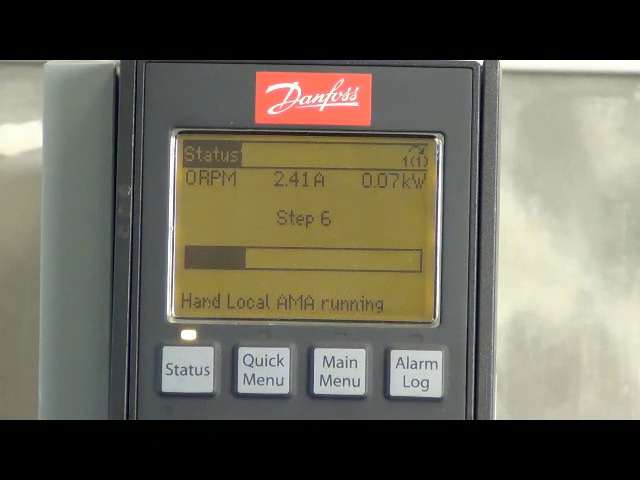 Danfoss
Status
1(1)
0RPM 2.41A 0.07kW
Step 6
Hand Local AMA running
Status
Quick Menu
Main Menu
Alarm Log